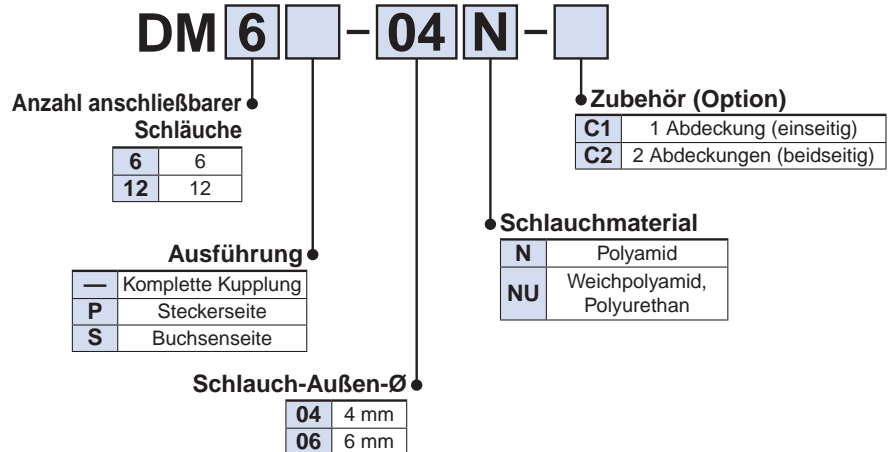 DM 6 – 04 N –
Anzahl anschließbarer
Schläuche
6 6
12 12
Zubehör (Option)
C1 1 Abdeckung (einseitig)
C2 2 Abdeckungen (beidseitig)
Ausführung
— Komplette Kupplung
P Steckerseite
S Buchsenseite
Schlauchmaterial
N Polyamid
NU Weichpolyamid,
Polyurethan
Schlauch-Außen-Ø
04 4 mm
06 6 mm